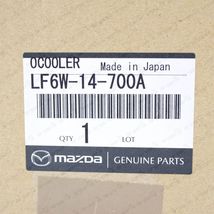 OCOOLER Made in Japan
LF6W-14-700A
QTY 1 LOT
mazda GENUINE PARTS